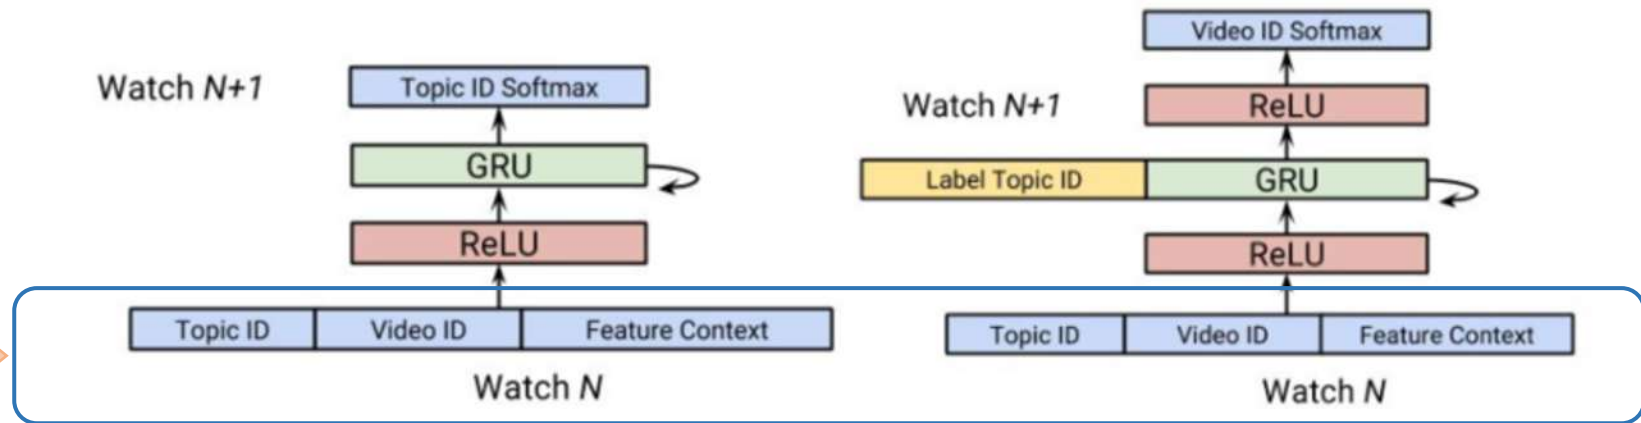 Watch N+1
Topic ID Softmax
GRU
ReLU
Topic ID Video ID Feature Context
Watch N
Video ID Softmax
Watch N+1
ReLU
Label Topic ID GRU
ReLU
Topic ID Video ID Feature Context
Watch N